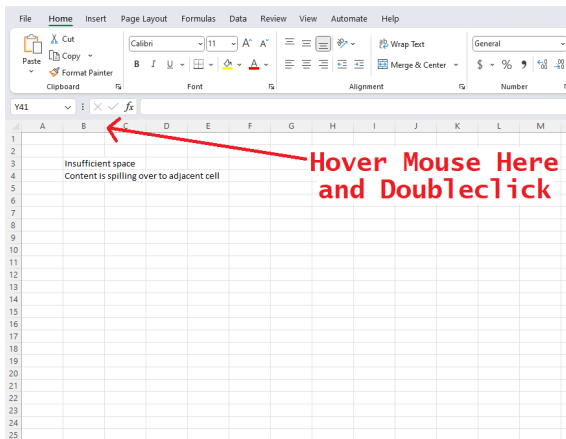 File Home Insert Page Layout Formulas Data Review View Automate Help
Cut
Calibri 11 A^ A˅ Wrap Text General
Copy
Paste B I U A Merge & Center $ % 9
Format Painter
Clipboard Font Alignment Number
Y41 fx
A B C D E F G H I J K L M
1
2
3 Insufficient space
4 Content is spilling over to adjacent cell
Hover Mouse Here
and Doubleclick
5
6
7
8
9
10
11
12
13
14
15
16
17
18
19
20
21
22
23
24
25